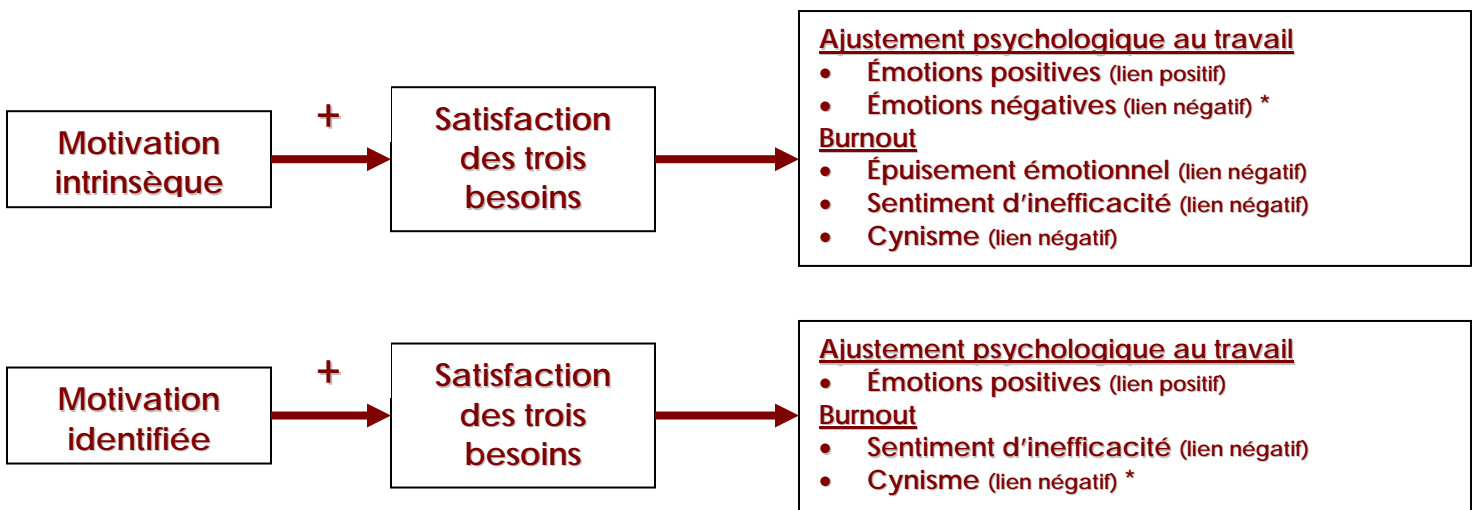 Motivation
intrinsèque
+
Satisfaction
des trois
besoins
Ajustement psychologique au travail
• Émotions positives (lien positif)
• Émotions négatives (lien négatif) *
Burnout
• Épuisement émotionnel (lien négatif)
• Sentiment d'inefficacité (lien négatif)
• Cynisme (lien négatif)
Motivation
identifiée
+
Satisfaction
des trois
besoins
Ajustement psychologique au travail
• Émotions positives (lien positif)
Burnout
• Sentiment d'inefficacité (lien négatif)
• Cynisme (lien négatif) *